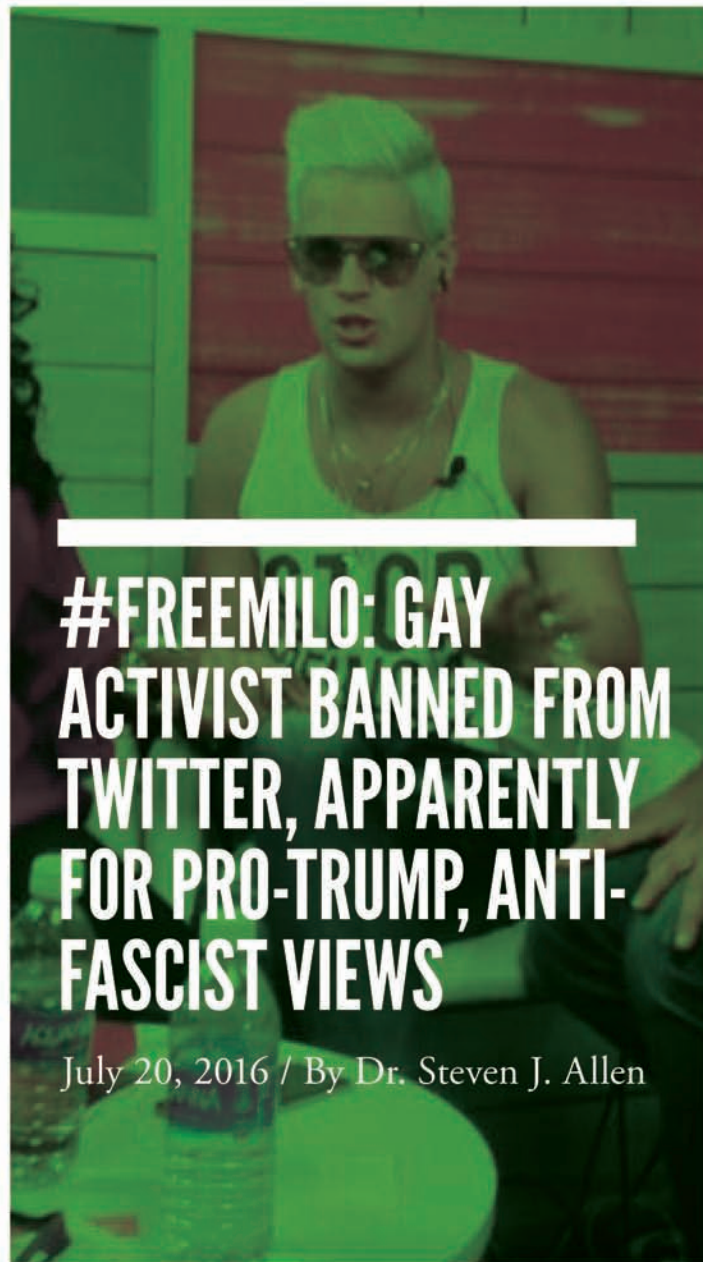 STOP
#FREEMILO: GAY
ACTIVIST BANNED FROM
TWITTER, APPARENTLY
FOR PRO-TRUMP, ANTI-
FASCIST VIEWS
July 20, 2016 / By Dr. Steven J. Allen